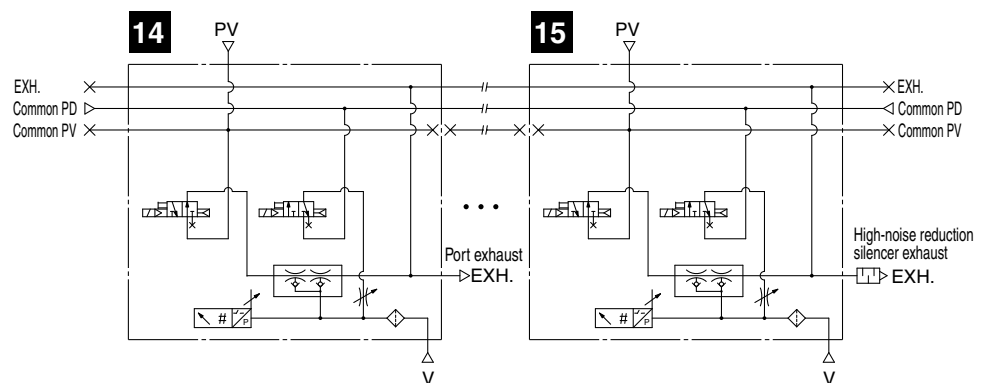 14
PV
15
PV
EXH.
Common PD
Common PV
EXH.
Common PD
Common PV
Port exhaust
EXH.
High-noise reduction
silencer exhaust
EXH.
#
P
#
P
V
V